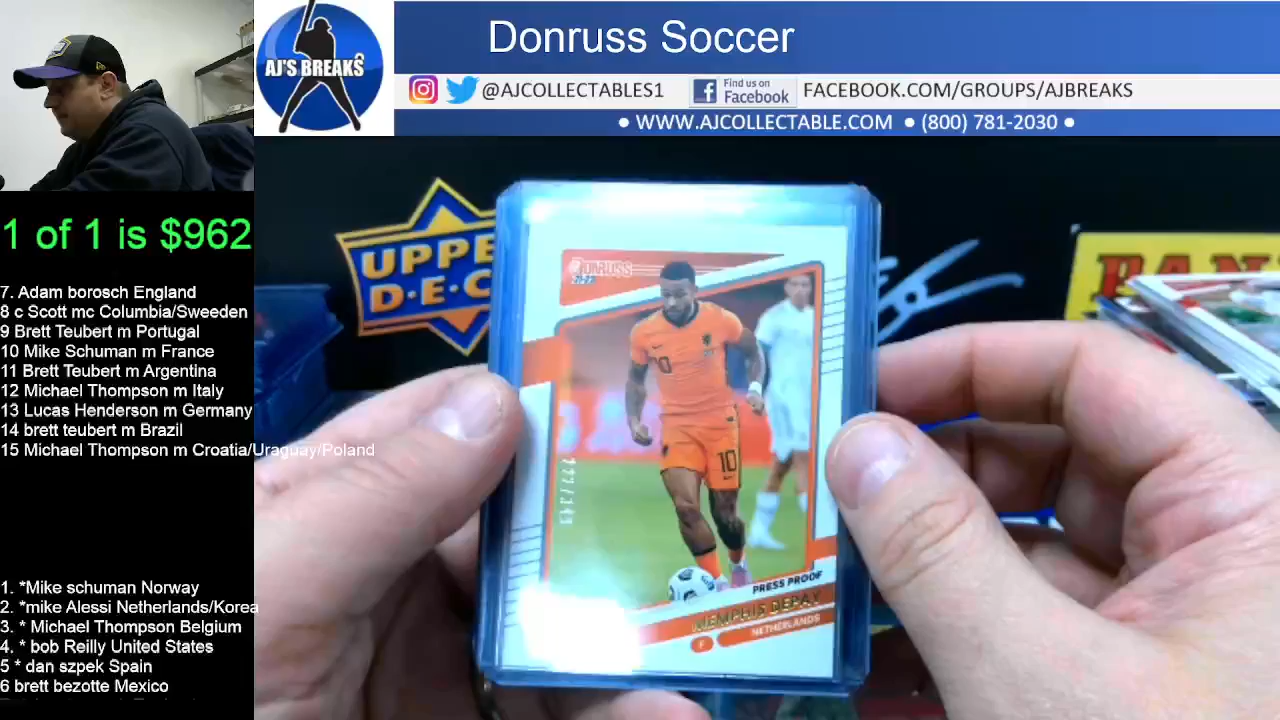 Donruss Soccer
AJ'S BREAKS
@AJCOLLECTABLES1
Find us on
Facebook
FACEBOOK.COM/GROUPS/AJBREAKS
● WWW.AJCOLLECTABLE.COM ● (800) 781-2030 ●
1 of 1 is $962
7. Adam borosch England
8 c Scott mc Columbia/Sweeden
9 Brett Teubert m Portugal
10 Mike Schuman m France
11 Brett Teubert m Argentina
12 Michael Thompson m Italy
13 Lucas Henderson m Germany
14 brett teubert m Brazil
15 Michael Thompson m Croatia/Uraguay/Poland
1. *Mike schuman Norway
2. *mike Alessi Netherlands/Korea
3. * Michael Thompson Belgium
4. * bob Reilly United States
5 * dan szpek Spain
6 brett bezotte Mexico
UPPE
D·E·C
PANI
DONRUSS
10
10
PRESS PROOF
MEMPHIS DEPAY
F
NETHERLANDS